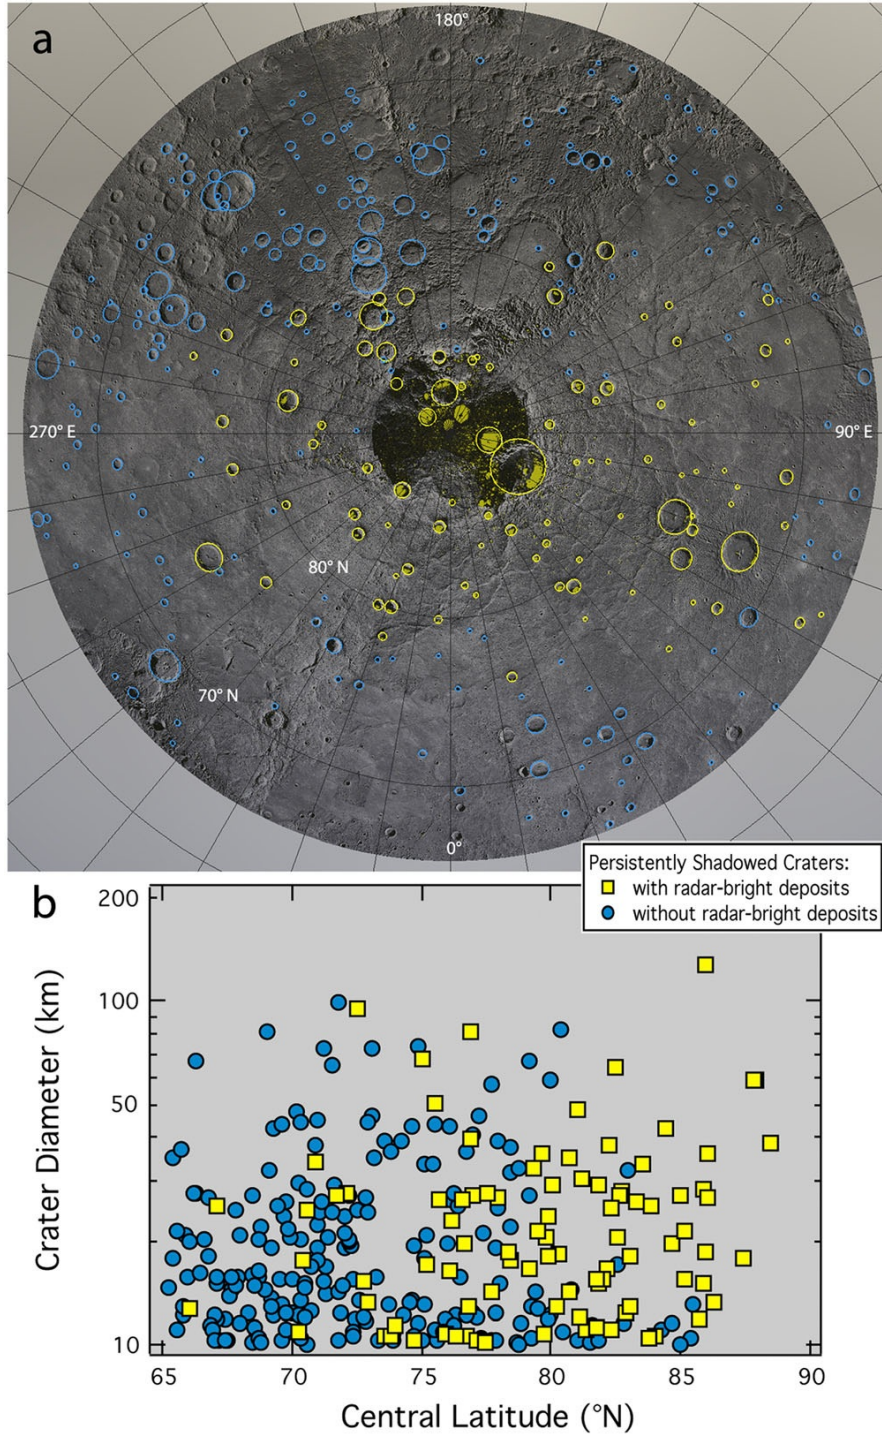 a
180°
270° E
90° E
80° N
70° N
0°
Persistently Shadowed Craters:
with radar-bright deposits
without radar-bright deposits
b
200
100
50
10
Crater Diameter (km)
65 70 75 80 85 90
Central Latitude (°N)